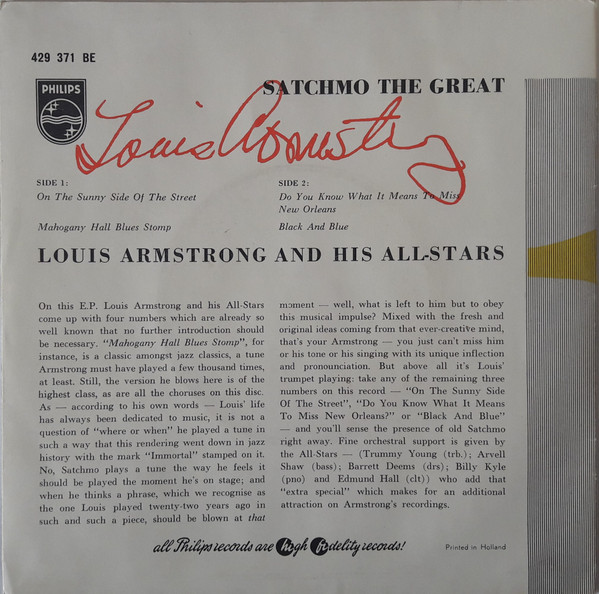 429 371 BE
PHILIPS
SATCHMO THE GREAT
Louis Armstrong
SIDE 1:
On The Sunny Side Of The Street
Mahogany Hall Blues Stomp
SIDE 2:
Do You Know What It Means To Miss
New Orleans
Black And Blue
LOUIS ARMSTRONG AND HIS ALL-STARS
On this E.P. Louis Armstrong and his All-Stars
come up with four numbers which are already so
well known that no further introduction should
be necessary. "Mahogany Hall Blues Stomp", for
instance, is a classic amongst jazz classics, a tune
Armstrong must have played a few thousand times,
at least. Still, the version he blows here is of the
highest class, as are all the choruses on this disc.
As — according to his own words — Louis' life
has always been dedicated to music, it is not a
question of "where or when" he played a tune in
such a way that this rendering went down in jazz
history with the mark "Immortal" stamped on it.
No, Satchmo plays a tune the way he feels it
should be played the moment he's on stage; and
when he thinks a phrase, which we recognise as
the one Louis played twenty-two years ago in
such and such a piece, should be blown at that
moment — well, what is left to him but to obey
this musical impulse? Mixed with the fresh and
original ideas coming from that ever-creative mind,
that's your Armstrong — you just can't miss him
or his tone or his singing with its unique inflection
and pronounciation. But above all it's Louis'
trumpet playing: take any of the remaining three
numbers on this record — "On The Sunny Side
Of The Street", "Do You Know What It Means
To Miss New Orleans?" or "Black And Blue"
— and you'll sense the presence of old Satchmo
right away. Fine orchestral support is given by
the All-Stars — (Trummy Young (trb.); Arvell
Shaw (bass); Barrett Deems (drs); Billy Kyle
(pno) and Edmund Hall (clt)) who add that
"extra special" which makes for an additional
attraction on Armstrong's recordings.
all Philips records are high fidelity records!
Printed in Holland